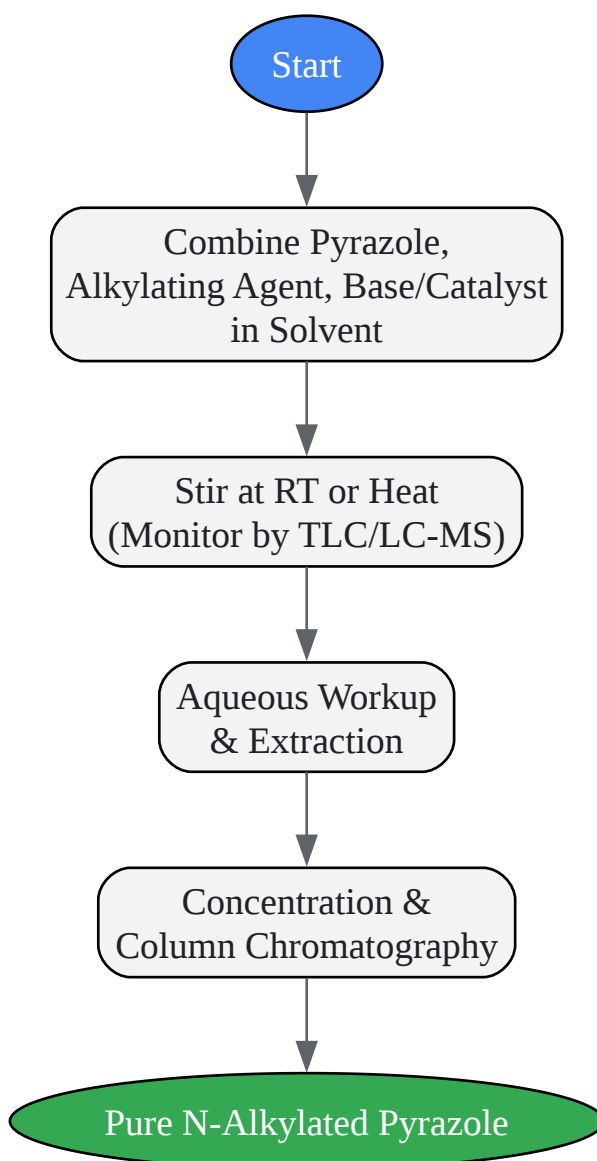 Start
Combine Pyrazole,
Alkylating Agent, Base/Catalyst
in Solvent
Stir at RT or Heat
(Monitor by TLC/LC-MS)
Aqueous Workup
& Extraction
Concentration &
Column Chromatography
Pure N-Alkylated Pyrazole